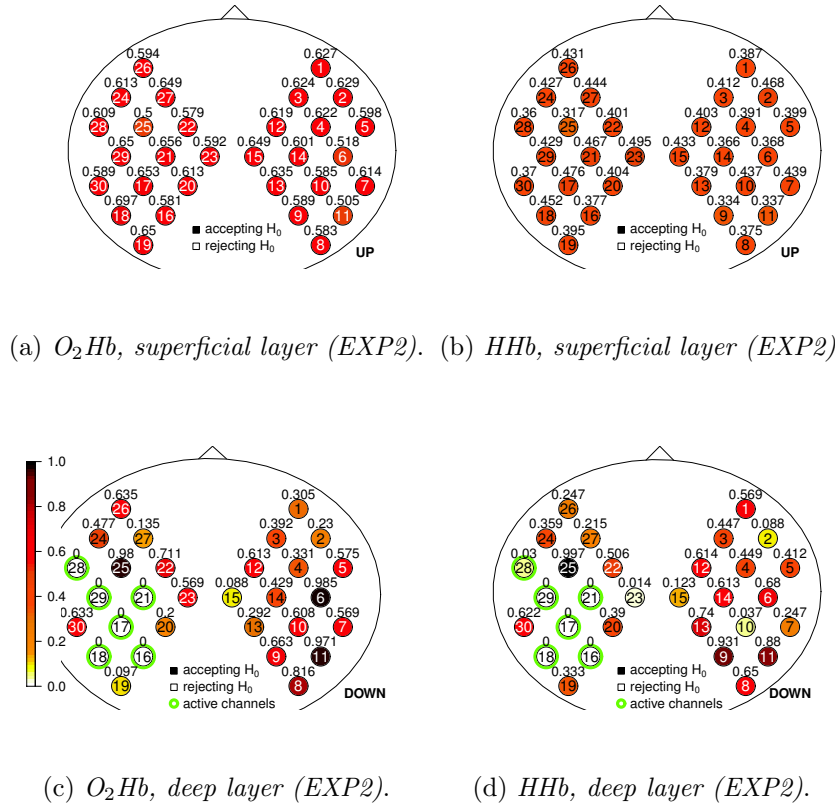 0.594 0.627
26 1
0.613 0.649 0.624 0.629
24 27 3 2
0.609 0.5 0.579 0.619 0.622 0.598
28 25 22 12 4 5
0.65 0.656 0.592 0.649 0.601 0.518
29 21 23 15 14 6
0.589 0.653 0.613 0.635 0.585 0.614
30 17 20 13 10 7
0.697 0.581 0.589 0.505
18 16 9 11
0.65 0.583
19 8
accepting H₀
rejecting H₀
UP
0.431 0.387
26 1
0.427 0.444 0.412 0.468
24 27 3 2
0.36 0.317 0.401 0.403 0.391 0.399
28 25 22 12 4 5
0.429 0.467 0.495 0.433 0.366 0.368
29 21 23 15 14 6
0.37 0.476 0.404 0.379 0.437 0.439
30 17 20 13 10 7
0.452 0.377 0.334 0.337
18 16 9 11
0.395 0.375
19 8
accepting H₀
rejecting H₀
UP
(a) O₂Hb, superficial layer (EXP2). (b) HHb, superficial layer (EXP2)
1.0
0.8
0.6
0.4
0.2
0.0
0.635 0.305
26 1
0.477 0.135 0.392 0.23
24 27 3 2
0 0.98 0.711 0.613 0.331 0.575
28 25 22 12 4 5
0 0 0.569 0.088 0.429 0.985
29 21 23 15 14 6
0.633 0 0.2 0.292 0.608 0.569
30 17 20 13 10 7
0 0 0.663 0.971
18 16 9 11
0.097 0.816
19 8
accepting H₀
rejecting H₀
active channels
DOWN
0.247 0.569
26 1
0.359 0.215 0.447 0.088
24 27 3 2
0.03 0.997 0.506 0.614 0.449 0.412
28 25 22 12 4 5
0 0 0.014 0.123 0.613 0.68
29 21 23 15 14 6
0.622 0 0.39 0.74 0.037 0.247
30 17 20 13 10 7
0 0 0.931 0.88
18 16 9 11
0.333 0.65
19 8
accepting H₀
rejecting H₀
active channels
DOWN
(c) O₂Hb, deep layer (EXP2). (d) HHb, deep layer (EXP2).